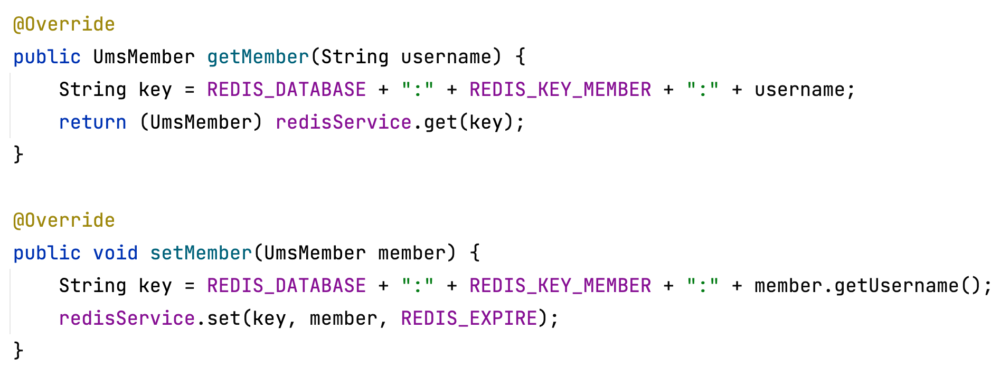 @Override
public UmsMember getMember(String username) {
    String key = REDIS_DATABASE + ":" + REDIS_KEY_MEMBER + ":" + username;
    return (UmsMember) redisService.get(key);
}

@Override
public void setMember(UmsMember member) {
    String key = REDIS_DATABASE + ":" + REDIS_KEY_MEMBER + ":" + member.getUsername();
    redisService.set(key, member, REDIS_EXPIRE);
}